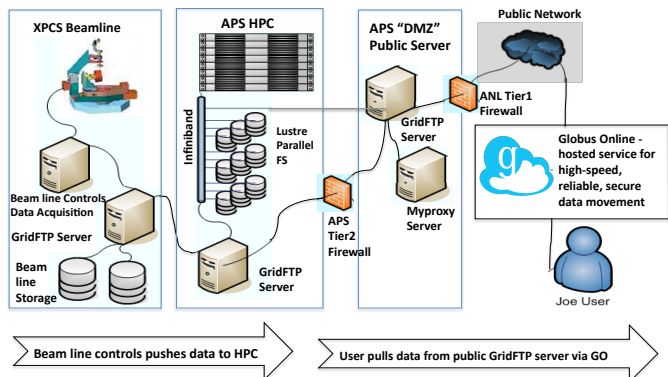 XPCS Beamline
APS HPC
APS “DMZ”
Public Server
Public Network
Infiniband
Lustre
Parallel
FS
GridFTP
Server
ANL Tier1
Firewall
g
Globus Online -
hosted service for
high-speed,
reliable, secure
data movement
Beam line Controls
Data Acquisition
GridFTP Server
Beam
line
Storage
GridFTP
Server
APS
Tier2
Firewall
Myproxy
Server
Joe User
Beam line controls pushes data to HPC
User pulls data from public GridFTP server via GO